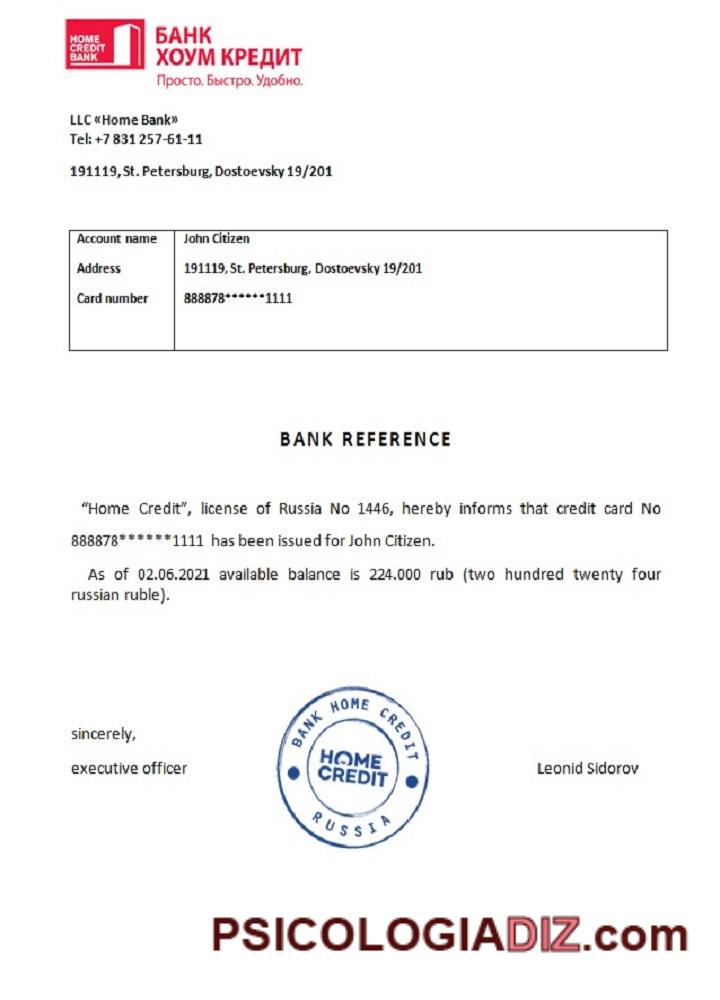 HOME
CREDIT
BANK
БАНК
ХОУМ КРЕДИТ
Просто. Быстро. Удобно.
LLC «Home Bank»
Tel: +7 831 257-61-11
191119, St. Petersburg, Dostoevsky 19/201
Account name John Citizen
Address 191119, St. Petersburg, Dostoevsky 19/201
Card number 888878******1111
BANK REFERENCE
“Home Credit”, license of Russia No 1446, hereby informs that credit card No
888878******1111 has been issued for John Citizen.
As of 02.06.2021 available balance is 224.000 rub (two hundred twenty four
russian ruble).
sincerely,
executive officer
BANK HOME CREDIT
HOME
CREDIT
RUSSIA
Leonid Sidorov
PSICOLOGIADIZ.com